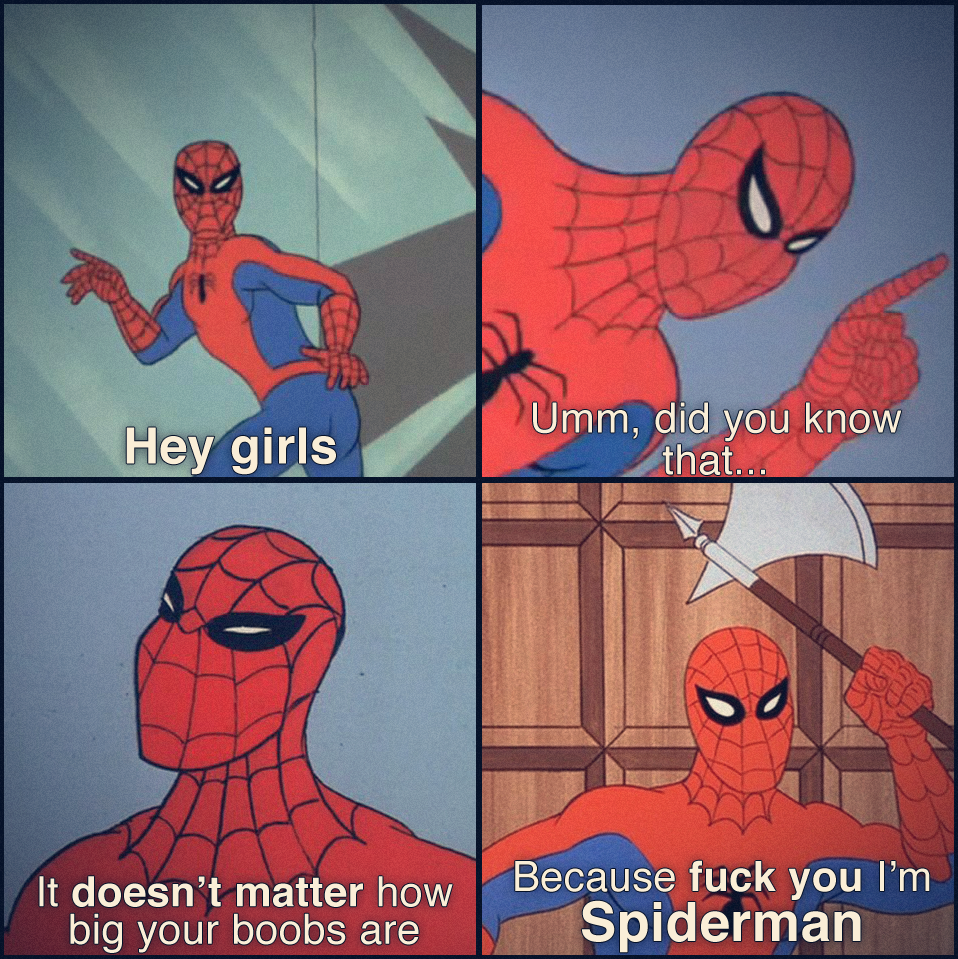 Hey girls
Umm, did you know
that...
It doesn't matter how
big your boobs are
Because fuck you I'm
Spiderman